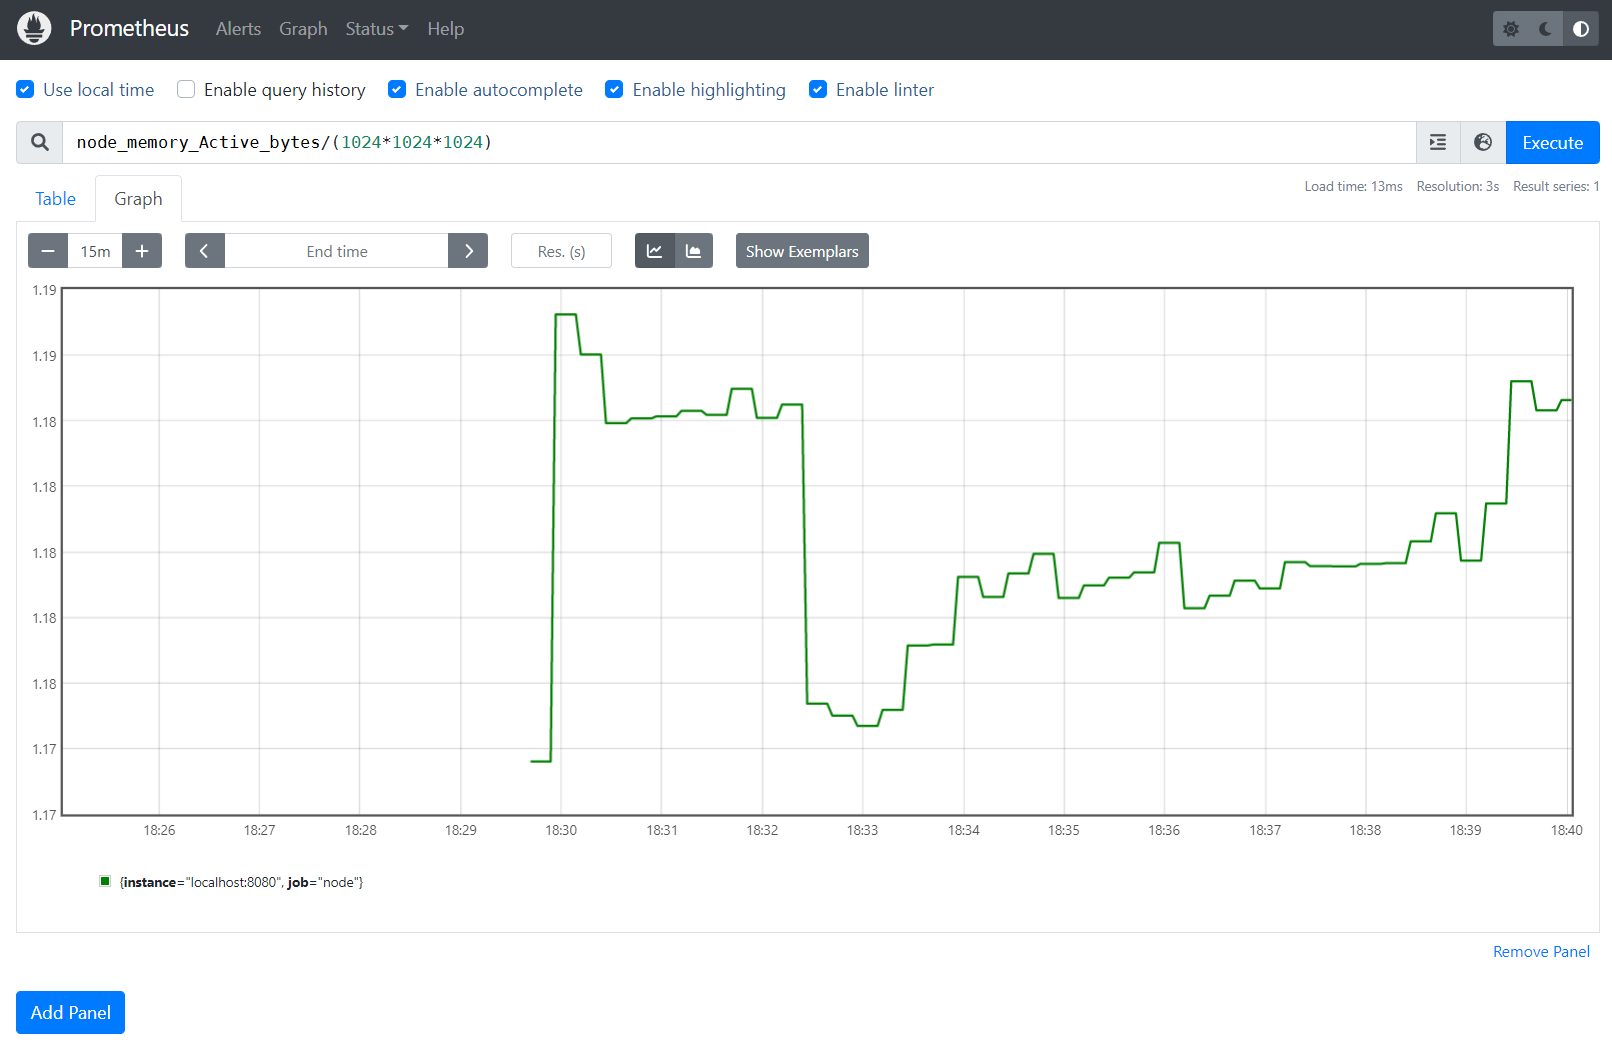 Prometheus Alerts Graph Status Help
Use local time Enable query history Enable autocomplete Enable highlighting Enable linter
node_memory_Active_bytes/(1024*1024*1024) Execute
Table Graph Load time: 13ms Resolution: 3s Result series: 1
15m End time Res. (s) Show Exemplars
1.19
1.19
1.18
1.18
1.18
1.18
1.18
1.17
1.17
18:26 18:27 18:28 18:29 18:30 18:31 18:32 18:33 18:34 18:35 18:36 18:37 18:38 18:39 18:40
{instance="localhost:8080", job="node"}
Remove Panel
Add Panel